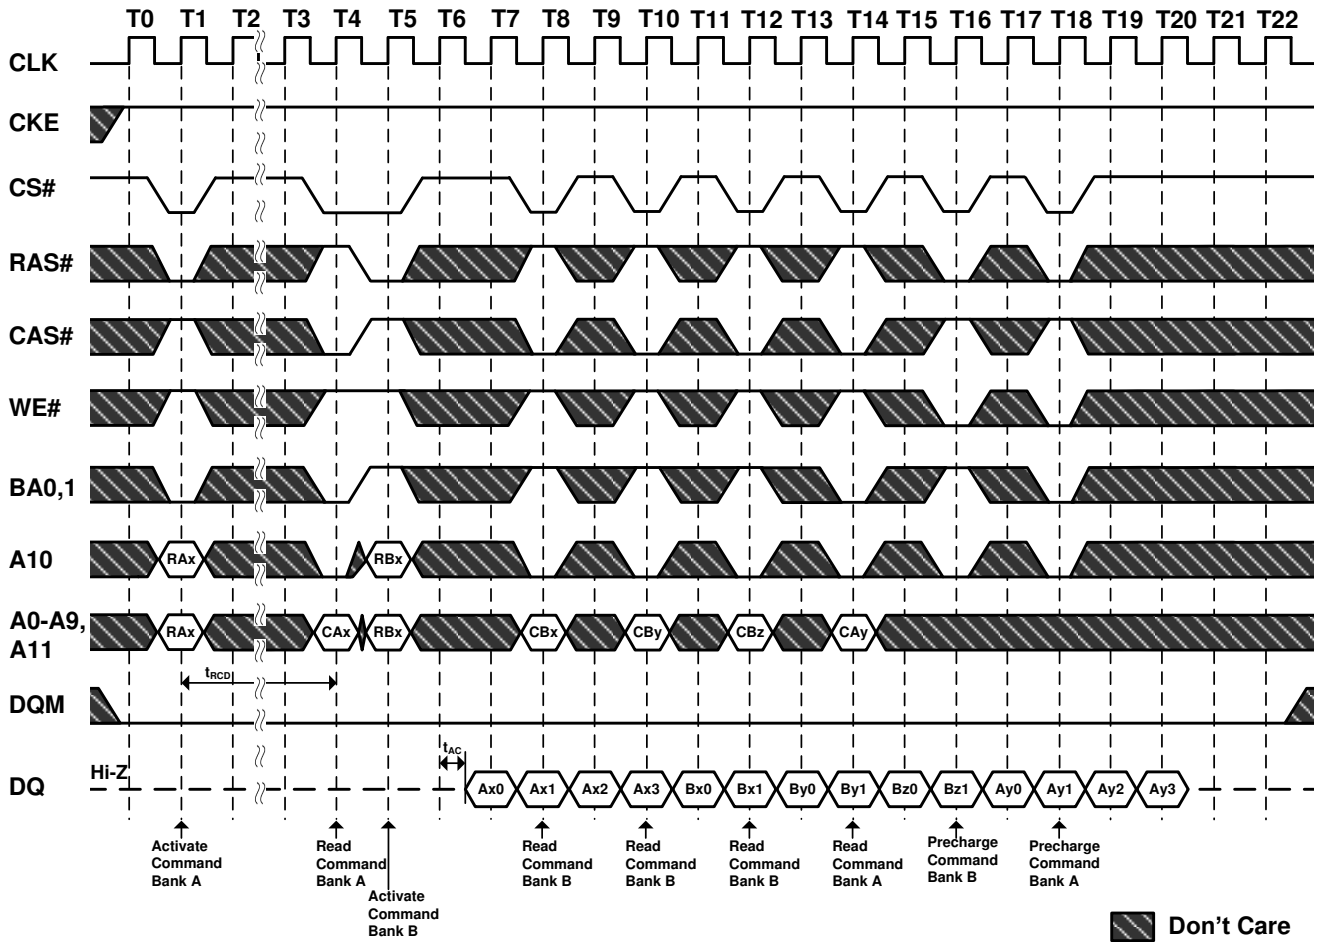 T0 T1 T2 T3 T4 T5 T6 T7 T8 T9 T10 T11 T12 T13 T14 T15 T16 T17 T18 T19 T20 T21 T22
CLK
CKE
CS#
RAS#
CAS#
WE#
BA0,1
A10
RAx RBx
A0-A9,
A11
RAx CAx RBx CBx CBy CBz CAy
tRCD
DQM
tAC
Hi-Z
DQ
Ax0 Ax1 Ax2 Ax3 Bx0 Bx1 By0 By1 Bz0 Bz1 Ay0 Ay1 Ay2 Ay3
Activate
Command
Bank A
Read
Command
Bank A
Activate
Command
Bank B
Read
Command
Bank B
Read
Command
Bank B
Read
Command
Bank B
Read
Command
Bank A
Precharge
Command
Bank B
Precharge
Command
Bank A
Don't Care